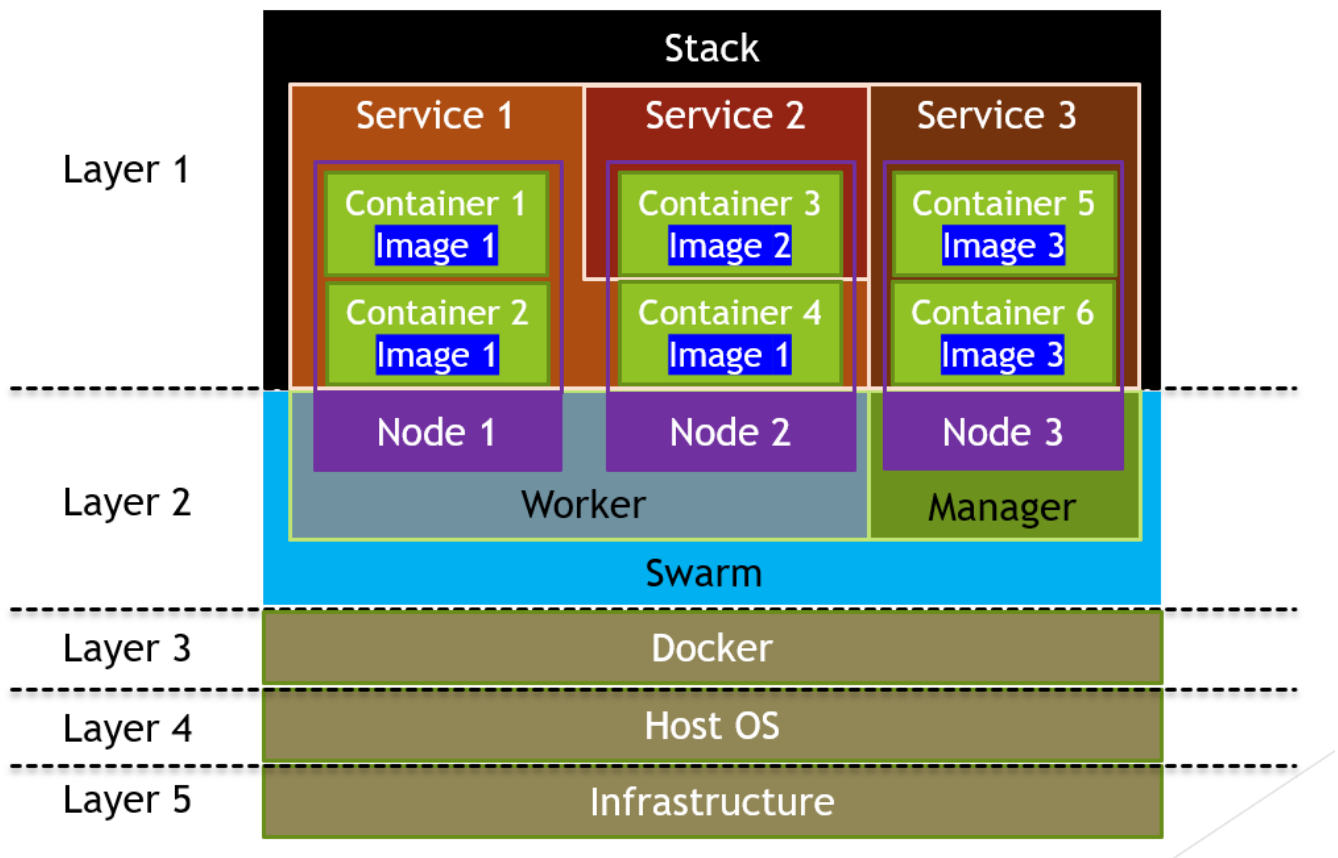 Stack
Layer 1
Service 1
Service 2
Service 3
Container 1
Image 1
Container 3
Image 2
Container 5
Image 3
Container 2
Image 1
Container 4
Image 1
Container 6
Image 3
Layer 2
Node 1
Node 2
Node 3
Worker
Manager
Swarm
Layer 3
Docker
Layer 4
Host OS
Layer 5
Infrastructure